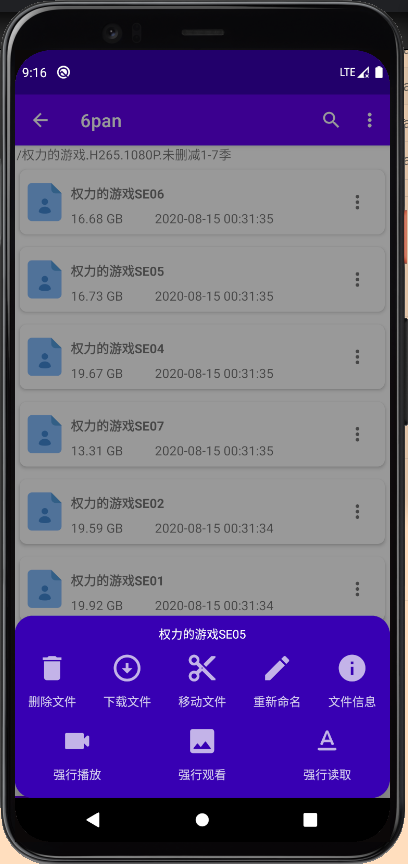 9:16 LTE
6pan
/权力的游戏.H265.1080P.未删减1-7季
权力的游戏SE06
16.68 GB 2020-08-15 00:31:35
权力的游戏SE05
16.73 GB 2020-08-15 00:31:35
权力的游戏SE04
19.67 GB 2020-08-15 00:31:35
权力的游戏SE07
13.31 GB 2020-08-15 00:31:35
权力的游戏SE02
19.59 GB 2020-08-15 00:31:34
权力的游戏SE01
19.92 GB 2020-08-15 00:31:34
权力的游戏SE05
删除文件 下载文件 移动文件 重新命名 文件信息
强行播放 强行观看 强行读取